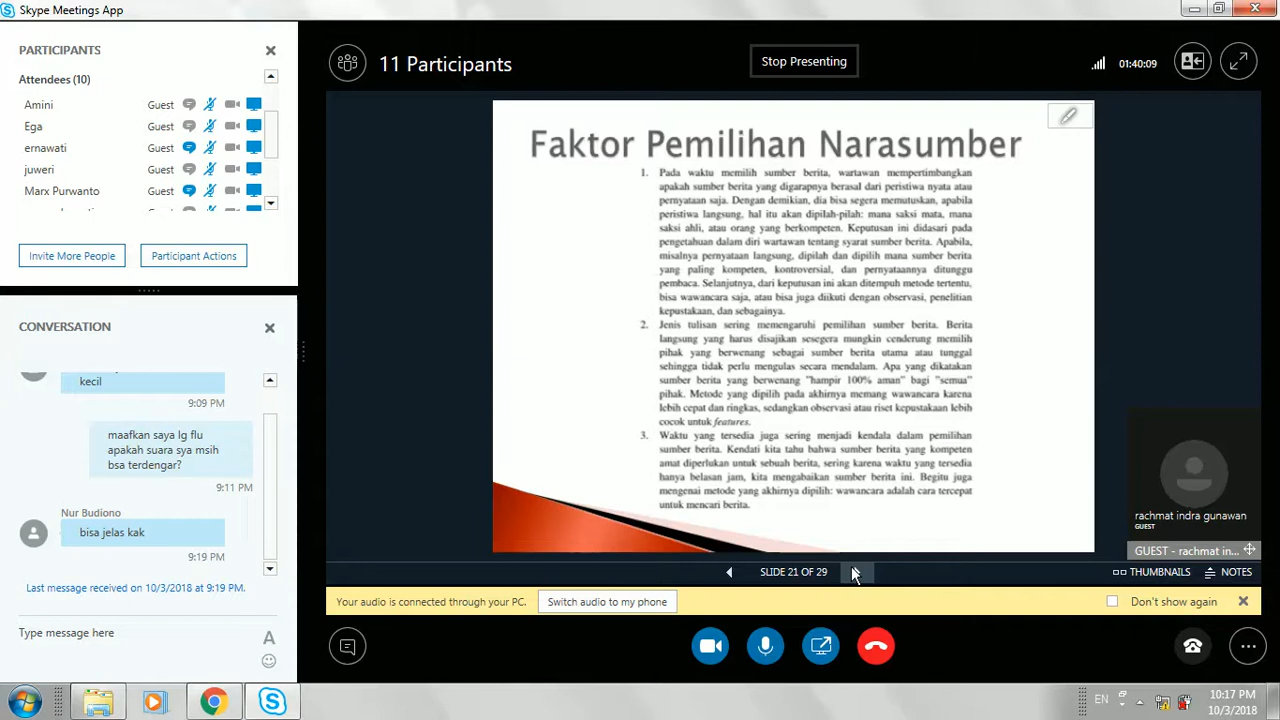 Skype Meetings App
PARTICIPANTS
Attendees (10)
Amini Guest
Ega Guest
ernawati Guest
juweri Guest
Marx Purwanto Guest
Invite More People
Participant Actions
CONVERSATION
kecil
9:09 PM
maafkan saya lg flu
apakah suara sya msih
bsa terdengar?
9:11 PM
Nur Budiono
bisa jelas kak
9:19 PM
Last message received on 10/3/2018 at 9:19 PM.
Type message here
A
11 Participants
Stop Presenting
01:40:09
Faktor Pemilihan Narasumber
1. Pada waktu memilih sumber berita, wartawan mempertimbangkan
apakah sumber berita yang digarapnya berasal dari peristiwa nyata atau
pernyataan saja. Dengan demikian, dia bisa segera memutuskan, apabila
peristiwa langsung, hal itu akan dipilah-pilah: mana saksi mata, mana
saksi ahli, atau orang yang berkompeten. Keputusan ini didasari pada
pengetahuan dalam diri wartawan tentang syarat sumber berita. Apabila,
misalnya pernyataan langsung, dipilah dan dipilih mana sumber berita
yang paling kompeten, kontroversial, dan pernyataannya ditunggu
pembaca. Selanjutnya, dari keputusan ini akan ditempuh metode tertentu,
bisa wawancara saja, atau bisa juga diikuti dengan observasi, penelitian
kepustakaan, dan sebagainya.
2. Jenis tulisan sering memengaruhi pemilihan sumber berita. Berita
langsung yang harus disajikan sesegera mungkin cenderung memilih
pihak yang berwenang sebagai sumber berita utama atau tunggal
sehingga tidak perlu mengulas secara mendalam. Apa yang dikatakan
sumber berita yang berwenang "hampir 100% aman" bagi "semua"
pihak. Metode yang dipilih pada akhirnya memang wawancara karena
lebih cepat dan ringkas, sedangkan observasi atau riset kepustakaan lebih
cocok untuk features.
3. Waktu yang tersedia juga sering menjadi kendala dalam pemilihan
sumber berita. Kendati kita tahu bahwa sumber berita yang kompeten
amat diperlukan untuk sebuah berita, sering karena waktu yang tersedia
hanya belasan jam, kita mengabaikan sumber berita ini. Begitu juga
mengenai metode yang akhirnya dipilih: wawancara adalah cara tercepat
untuk mencari berita.
rachmat indra gunawan
GUEST
GUEST - rachmat in...
SLIDE 21 OF 29
THUMBNAILS
NOTES
Your audio is connected through your PC.
Switch audio to my phone
Don't show again
EN
10:17 PM
10/3/2018